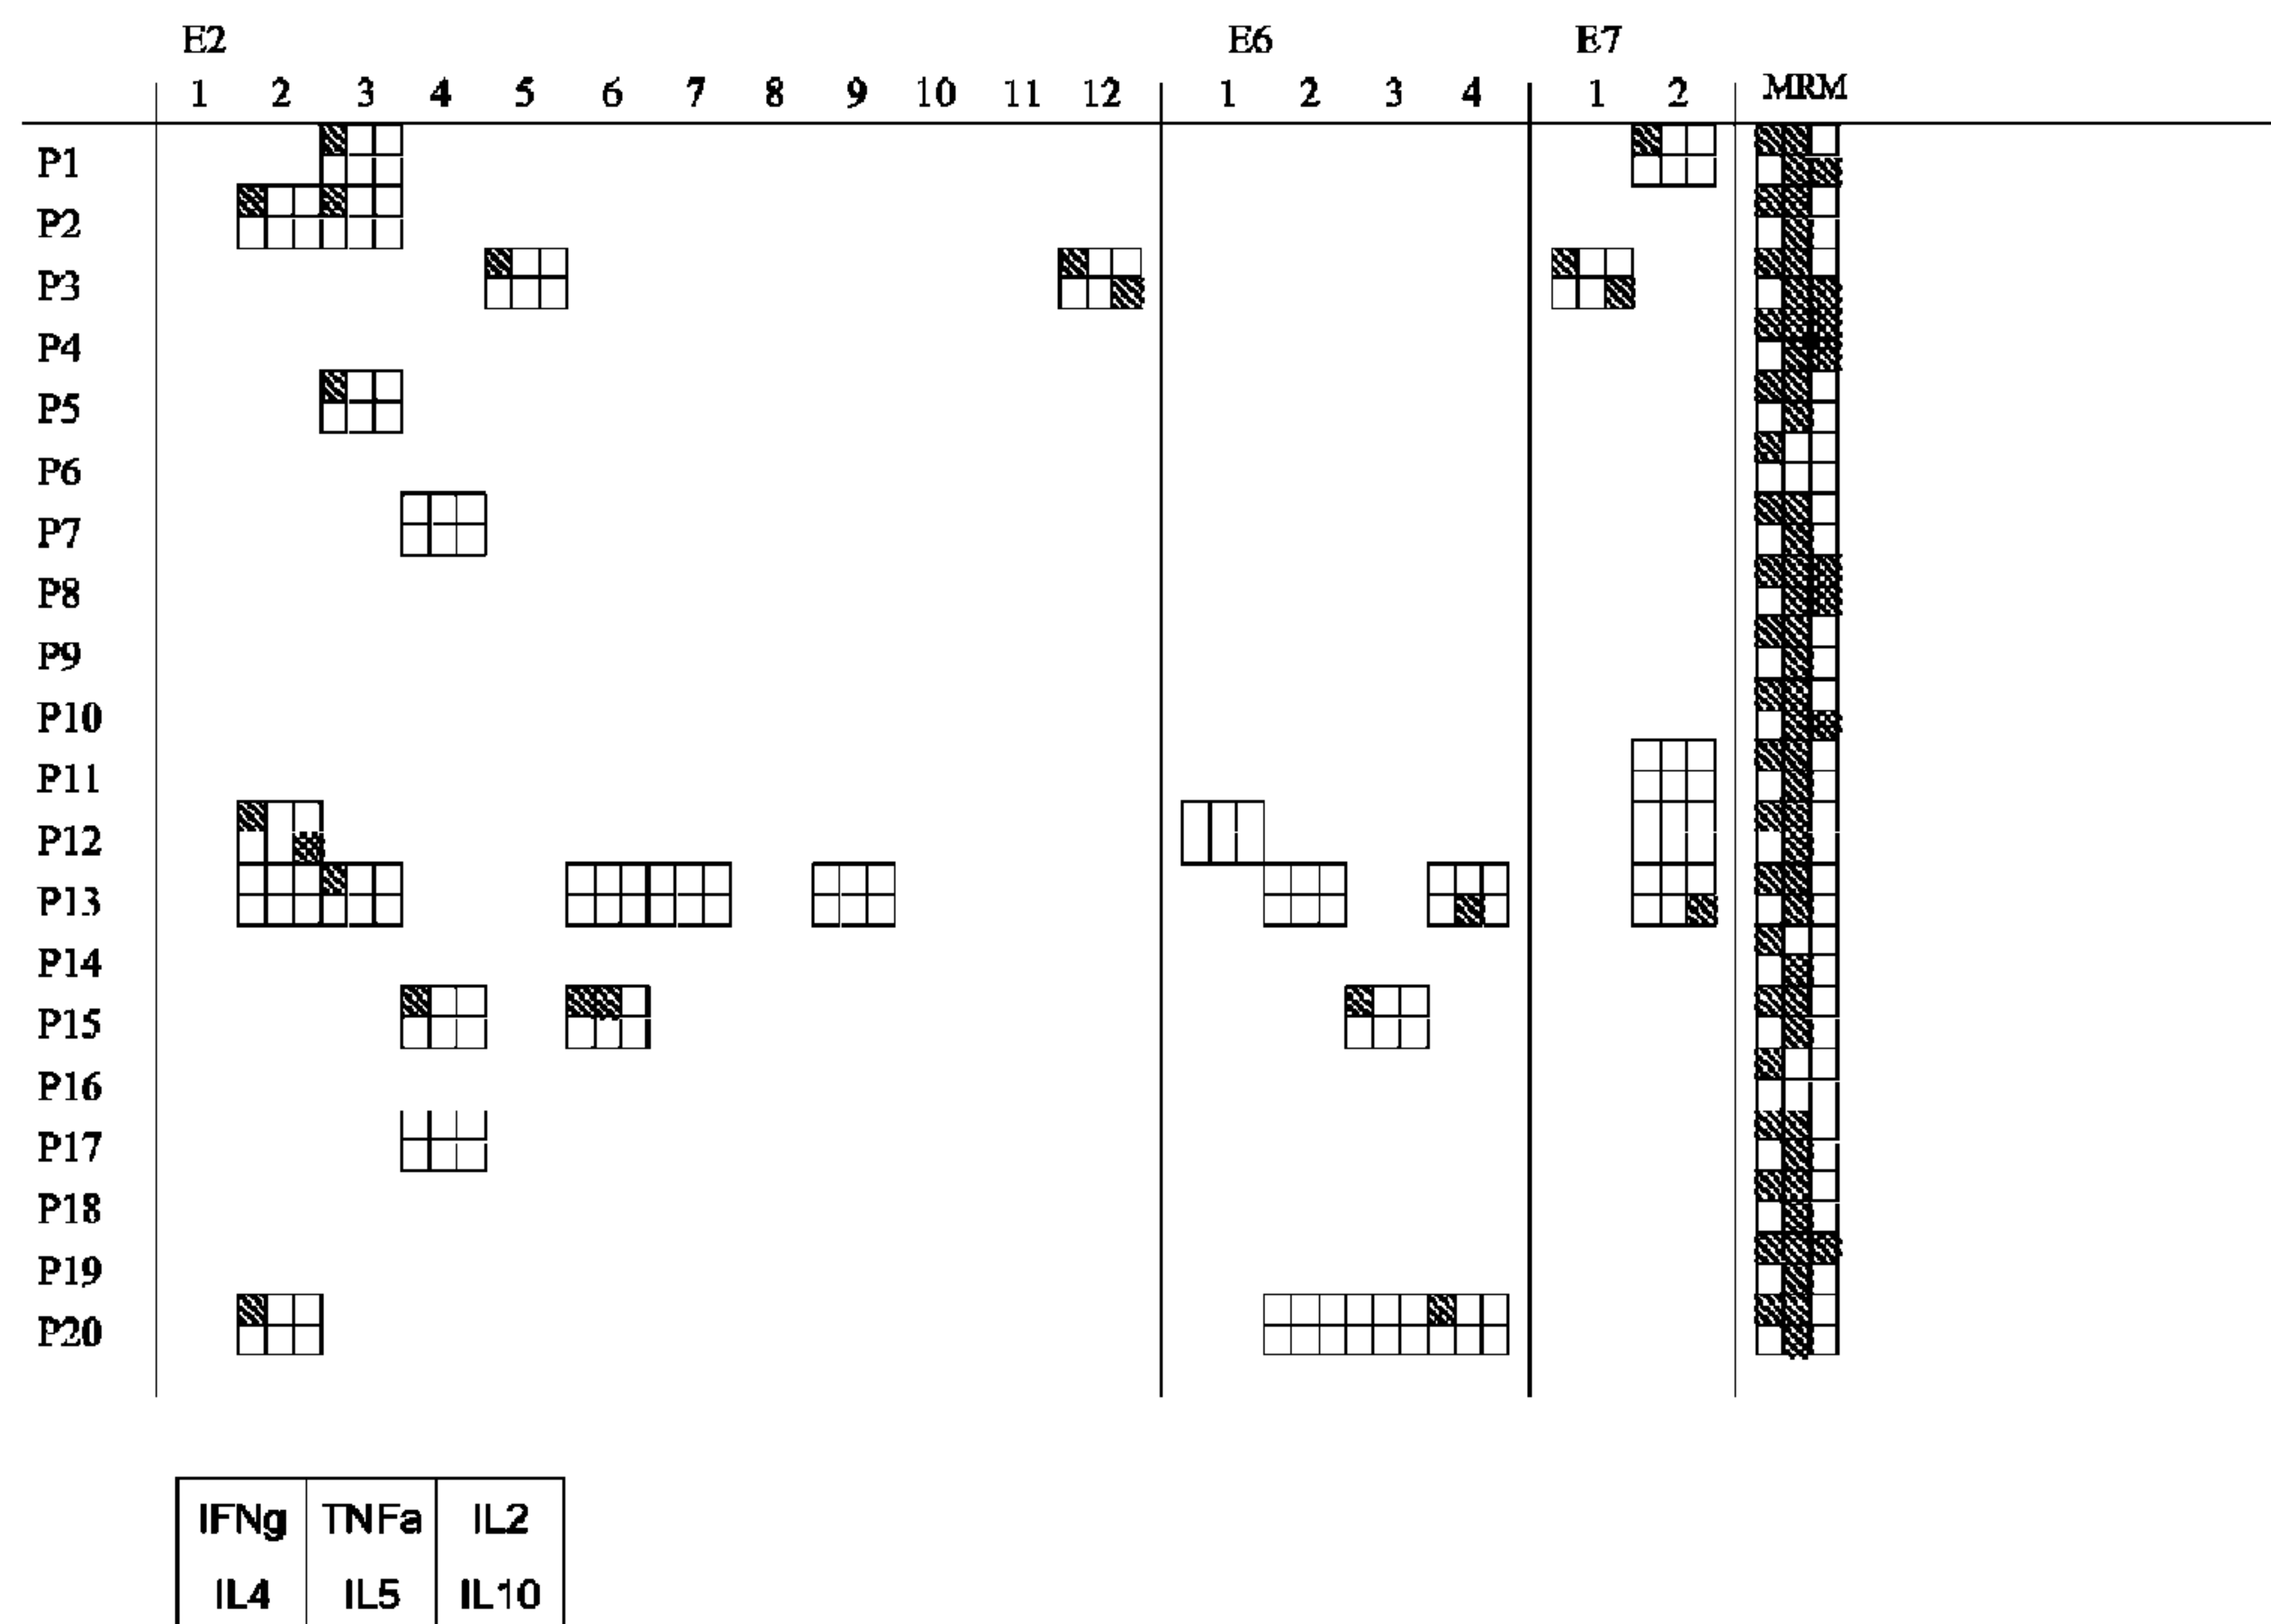 E2 E6 E7
1 2 3 4 5 6 7 8 9 10 11 12 1 2 3 4 1 2 MRM
P1
P2
P3
P4
P5
P6
P7
P8
P9
P10
P11
P12
P13
P14
P15
P16
P17
P18
P19
P20
IFNg TNFa IL2
IL4 IL5 IL10